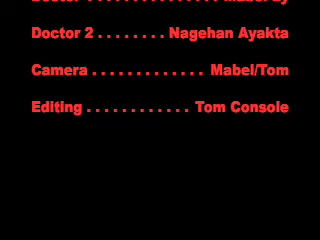 Doctor 2 . . . . . . . . Nagehan Ayakta
Camera . . . . . . . . . . . . . Mabel/Tom
Editing . . . . . . . . . . . . Tom Console